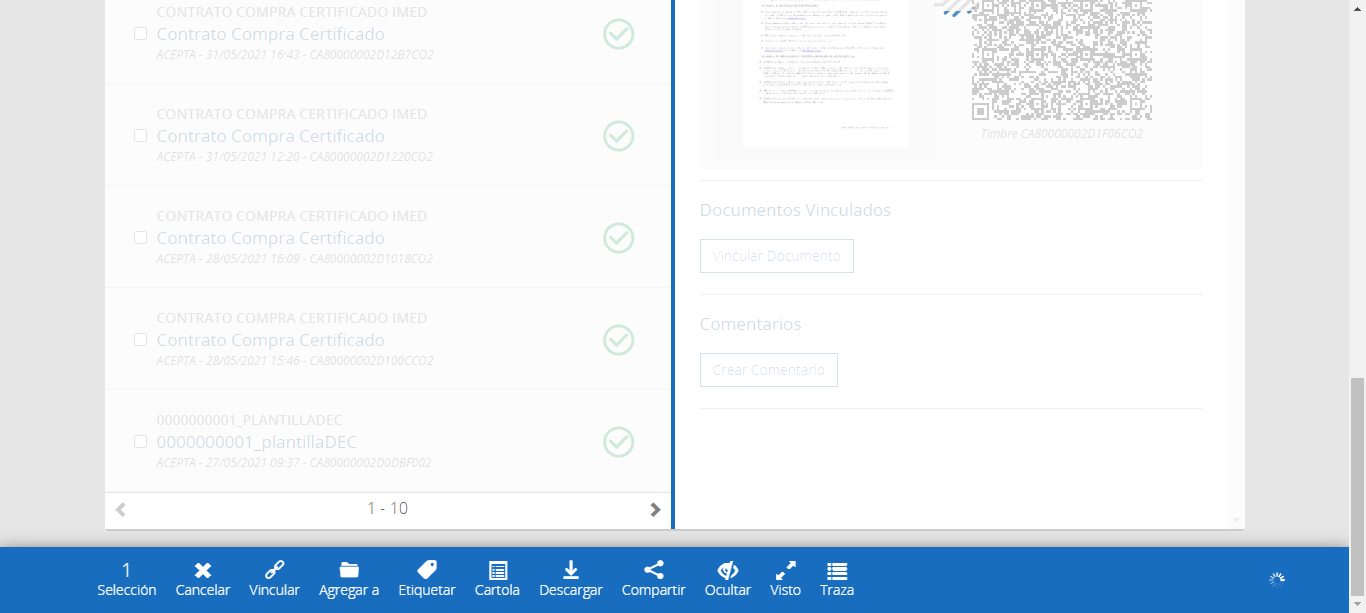 CONTRATO COMPRA CERTIFICADO IMED
Contrato Compra Certificado
ACEPTA - 31/05/2021 16:43 - CA80000002D12B7CO2
CONTRATO COMPRA CERTIFICADO IMED
Contrato Compra Certificado
ACEPTA - 31/05/2021 12:20 - CA80000002D1220CO2
CONTRATO COMPRA CERTIFICADO IMED
Contrato Compra Certificado
ACEPTA - 28/05/2021 16:09 - CA80000002D1018CO2
CONTRATO COMPRA CERTIFICADO IMED
Contrato Compra Certificado
ACEPTA - 28/05/2021 15:46 - CA80000002D100CCO2
0000000001_PLANTILLADEC
0000000001_plantillaDEC
ACEPTA - 27/05/2021 09:37 - CA80000002D0DBF002
1 - 10
Timbre CA80000002D1F06CO2
Documentos Vinculados
Vincular Documento
Comentarios
Crear Comentario
1
Selección
Cancelar
Vincular
Agregar a
Etiquetar
Cartola
Descargar
Compartir
Ocultar
Visto
Traza